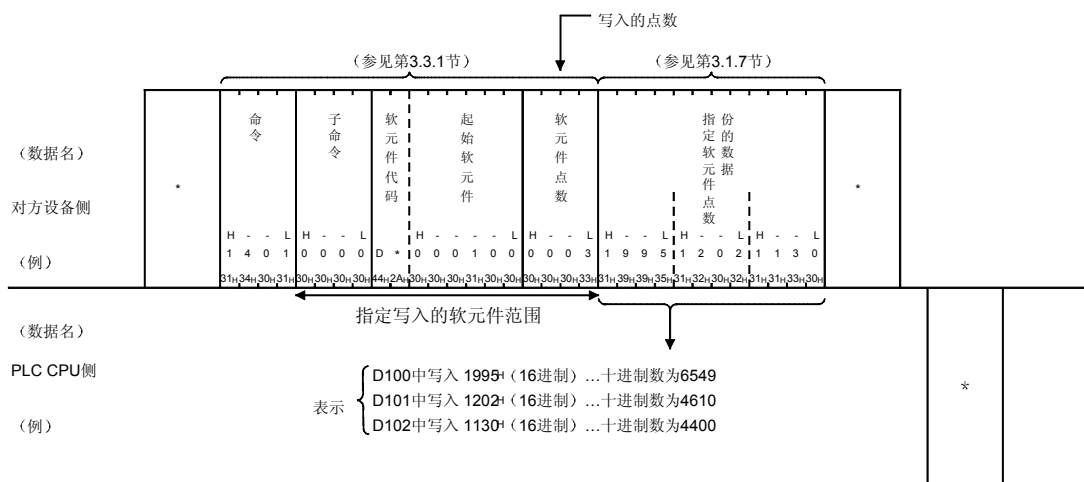 写入的点数
（参见第3.3.1节） （参见第3.1.7节）
命令 子命令 软元件代码 起始软元件 软元件点数 指定软元件点数份的数据
（数据名）
* *
对方设备侧
H - - L H - - L H - - - - L H - - L H - - L H - - L H - - L
（例） 1 4 0 1 0 0 0 0 D * 0 0 0 1 0 0 0 0 0 3 1 9 9 5 1 2 0 2 1 1 3 0
31H 34H 30H 31H 30H 30H 30H 30H 44H 2AH 30H 30H 30H 31H 30H 30H 30H 30H 30H 33H 31H 39H 39H 35H 31H 32H 30H 32H 31H 31H 33H 30H
指定写入的软元件范围
（数据名）
PLC CPU侧
（例）
*
表示
D100中写入 1995H（16进制）…十进制数为6549
D101中写入 1202H（16进制）…十进制数为4610
D102中写入 1130H（16进制）…十进制数为4400